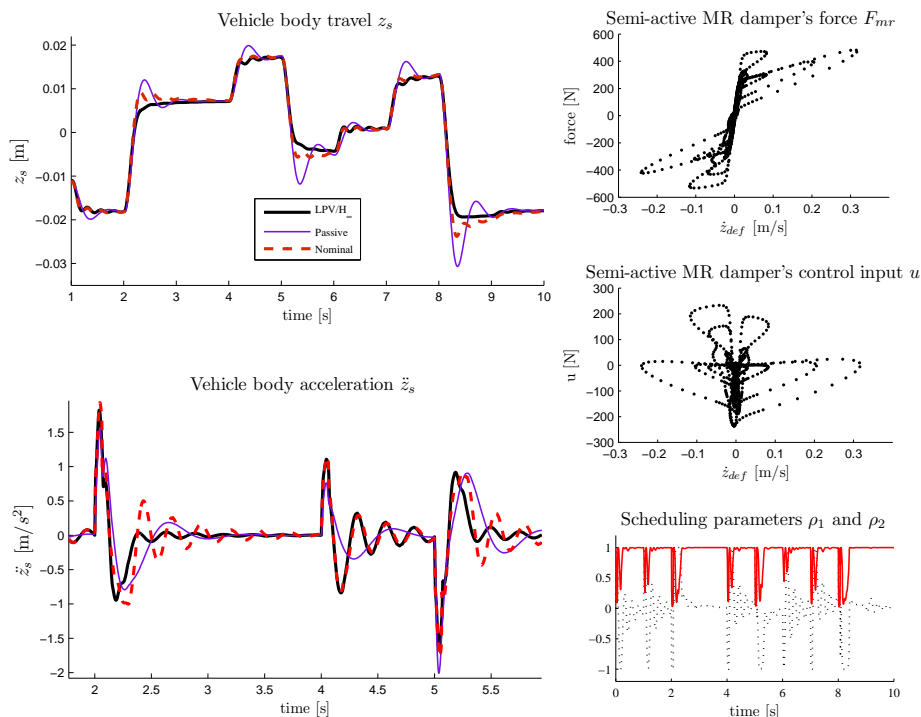 Vehicle body travel z_s
0.02
0.01
0
−0.01
−0.02
−0.03
z_s [m]
LPV/H_
Passive
Nominal
1 2 3 4 5 6 7 8 9 10
time [s]
Vehicle body acceleration z̈_s
1.5
1
0.5
0
−0.5
−1
−1.5
−2
z̈_s [m/s²]
2 2.5 3 3.5 4 4.5 5 5.5
time [s]
Semi-active MR damper's force F_mr
600
400
200
0
−200
−400
−600
force [N]
−0.3 −0.2 −0.1 0 0.1 0.2 0.3 0.4
ż_def [m/s]
Semi-active MR damper's control input u
300
200
100
0
−100
−200
−300
u [N]
−0.3 −0.2 −0.1 0 0.1 0.2 0.3
ż_def [m/s]
Scheduling parameters ρ₁ and ρ₂
1
0.5
0
−0.5
−1
0 2 4 6 8 10
time [s]